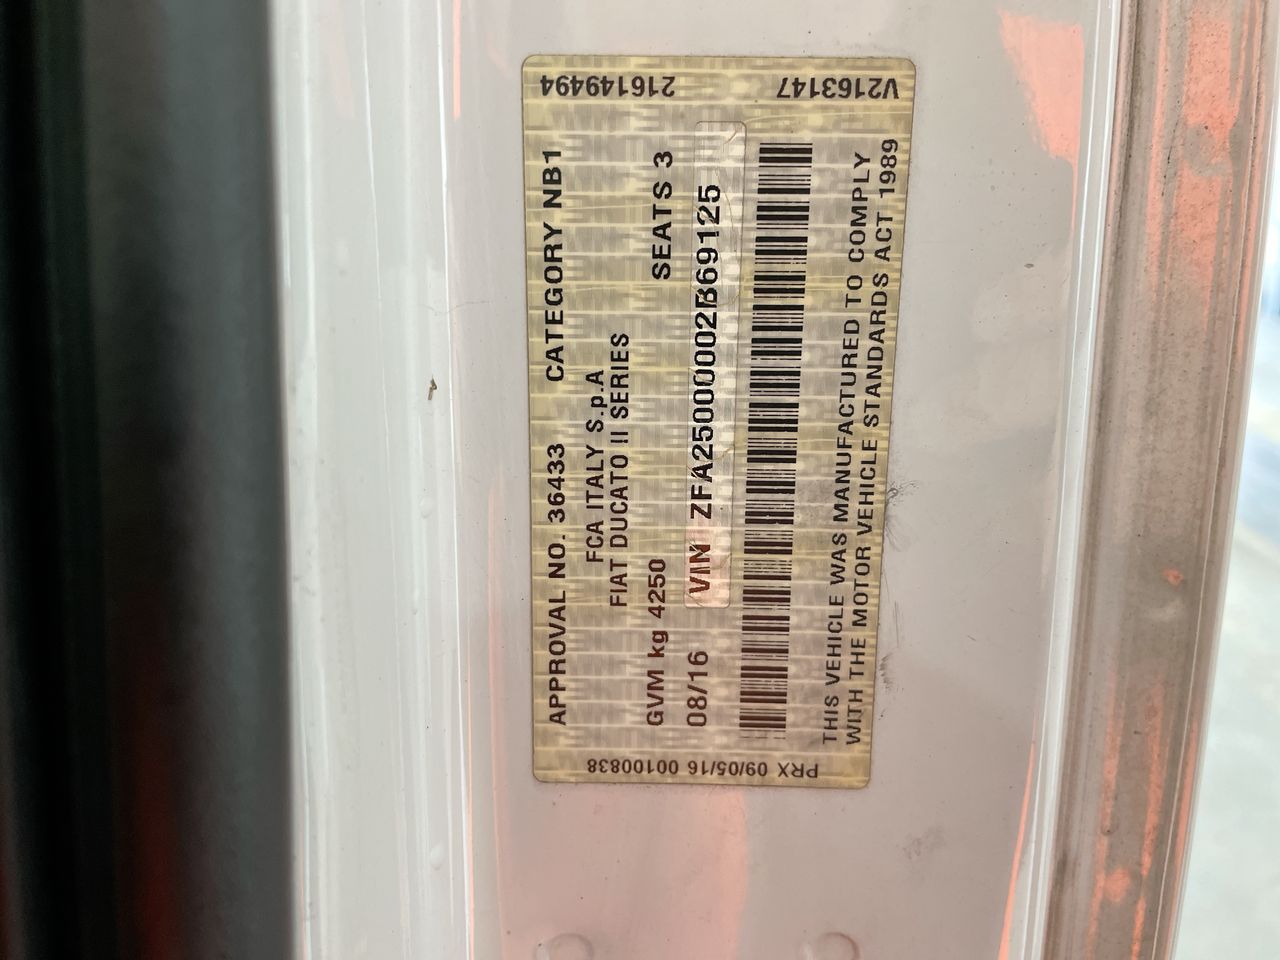 APPROVAL NO. 36433 CATEGORY NB1
FCA ITALY S.p.A
FIAT DUCATO II SERIES
GVM kg 4250 SEATS 3
08/16 VIN ZFA25000002B69125
THIS VEHICLE WAS MANUFACTURED TO COMPLY
WITH THE MOTOR VEHICLE STANDARDS ACT 1989
PRX 09/05/16 00100838
V2163147 216149494